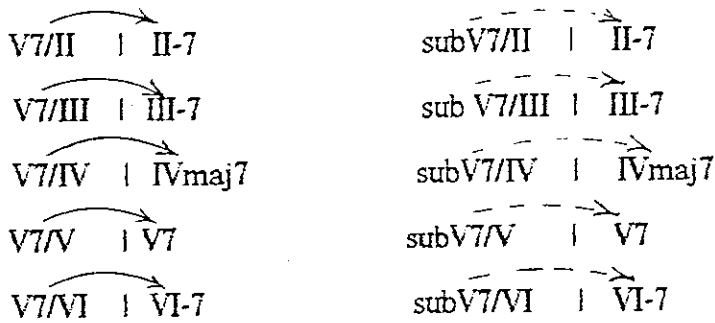 V7/II | II-7 subV7/II | II-7
V7/III | III-7 sub V7/III | III-7
V7/IV | IVmaj7 subV7/IV | IVmaj7
V7/V | V7 subV7/V | V7
V7/VI | VI-7 subV7/VI | VI-7